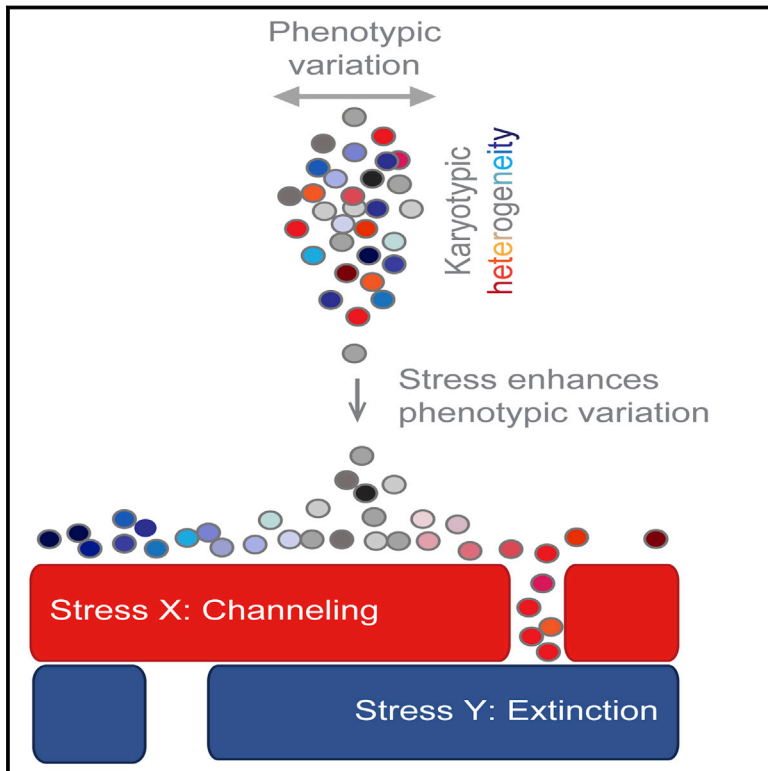 Phenotypic
variation
Karyotypic
heterogeneity
Stress enhances
phenotypic variation
Stress X: Channeling
Stress Y: Extinction